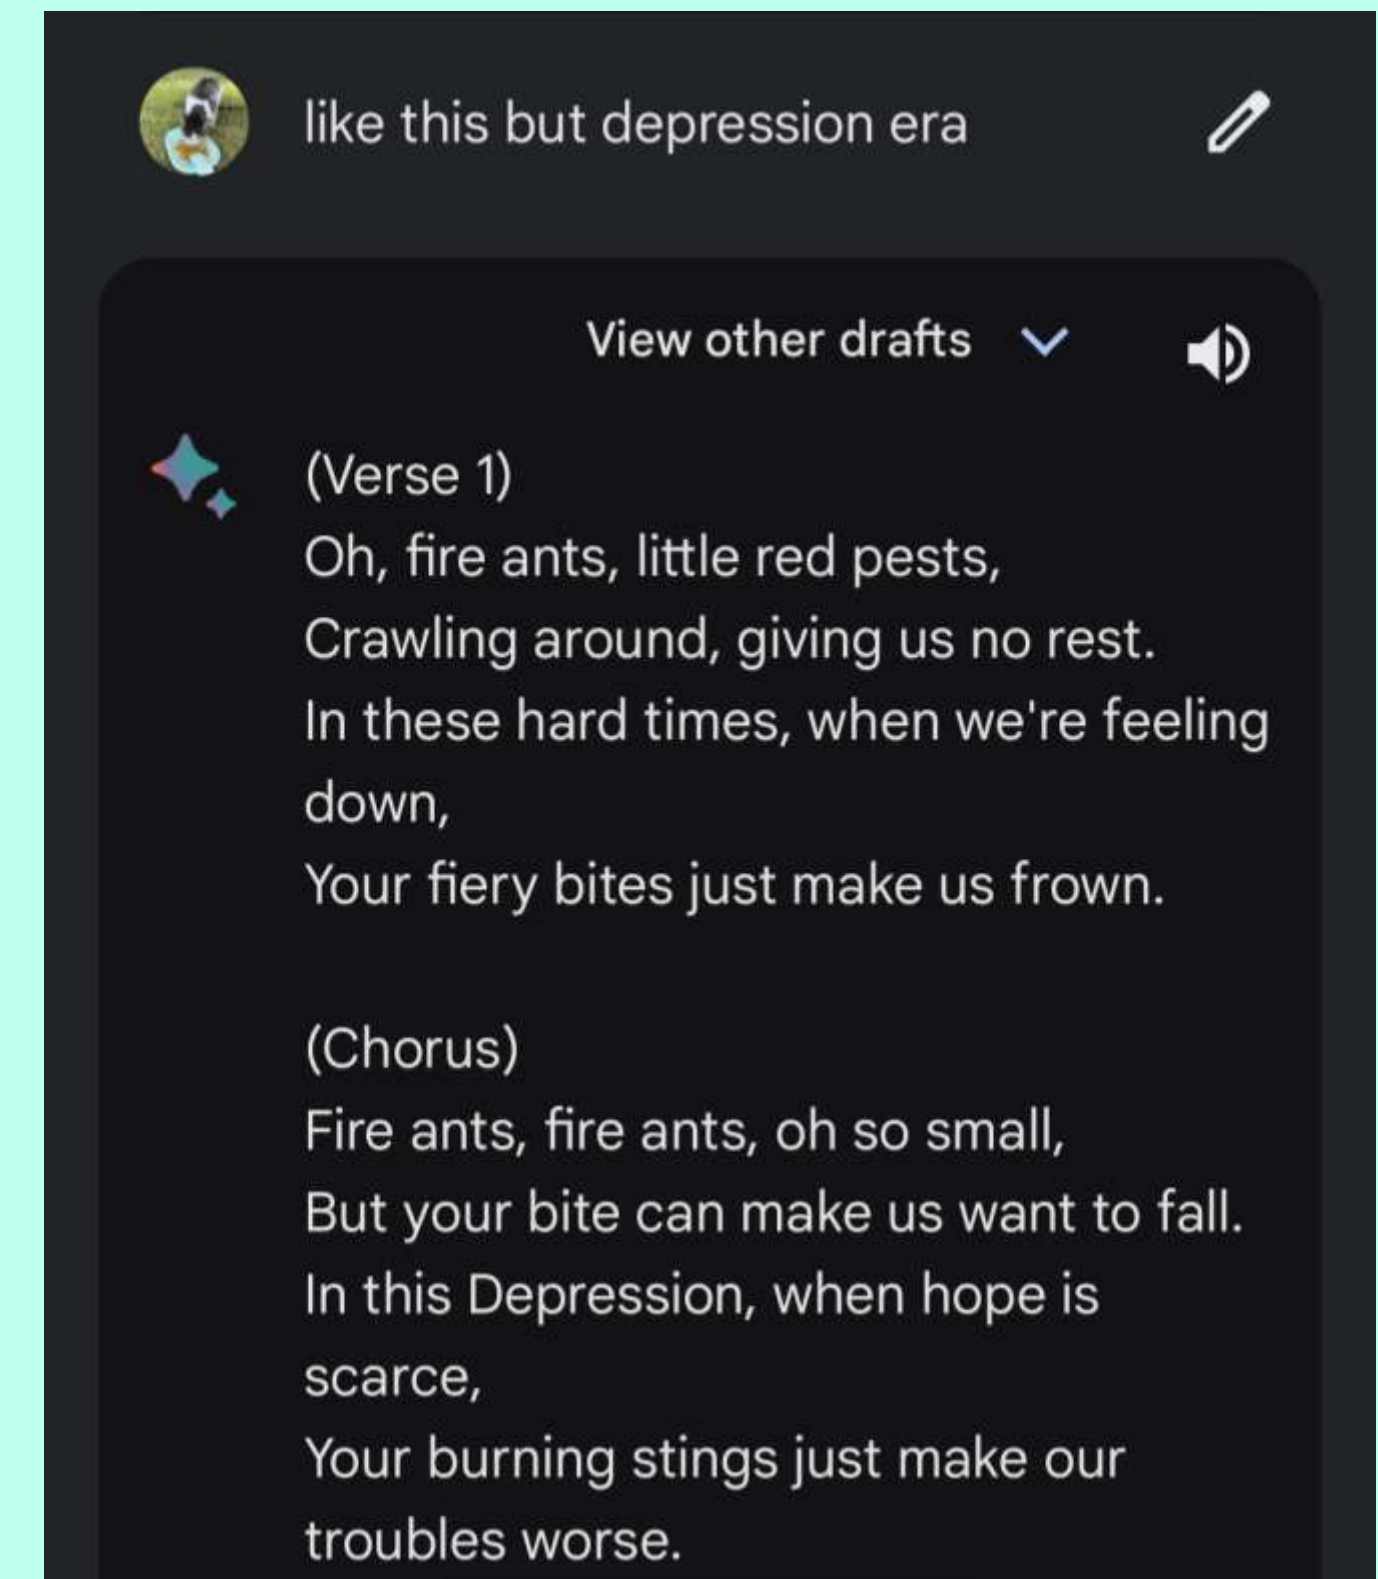 like this but depression era
View other drafts
(Verse 1)
Oh, fire ants, little red pests,
Crawling around, giving us no rest.
In these hard times, when we're feeling
down,
Your fiery bites just make us frown.
(Chorus)
Fire ants, fire ants, oh so small,
But your bite can make us want to fall.
In this Depression, when hope is
scarce,
Your burning stings just make our
troubles worse.